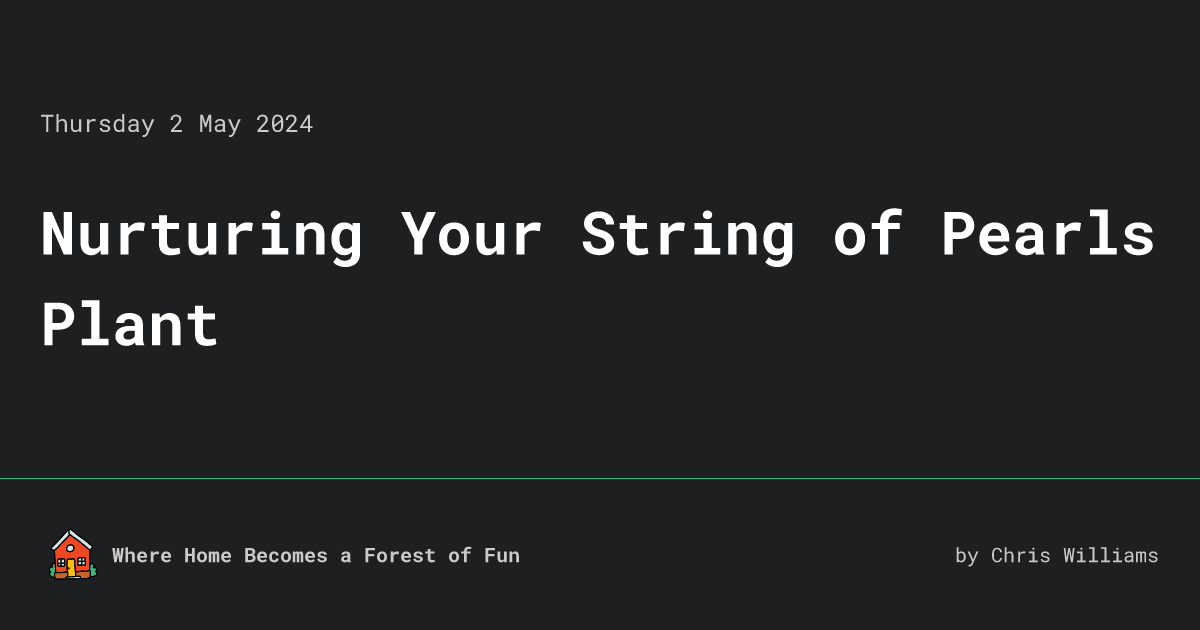 Thursday 2 May 2024
Nurturing Your String of Pearls
Plant
Where Home Becomes a Forest of Fun
by Chris Williams